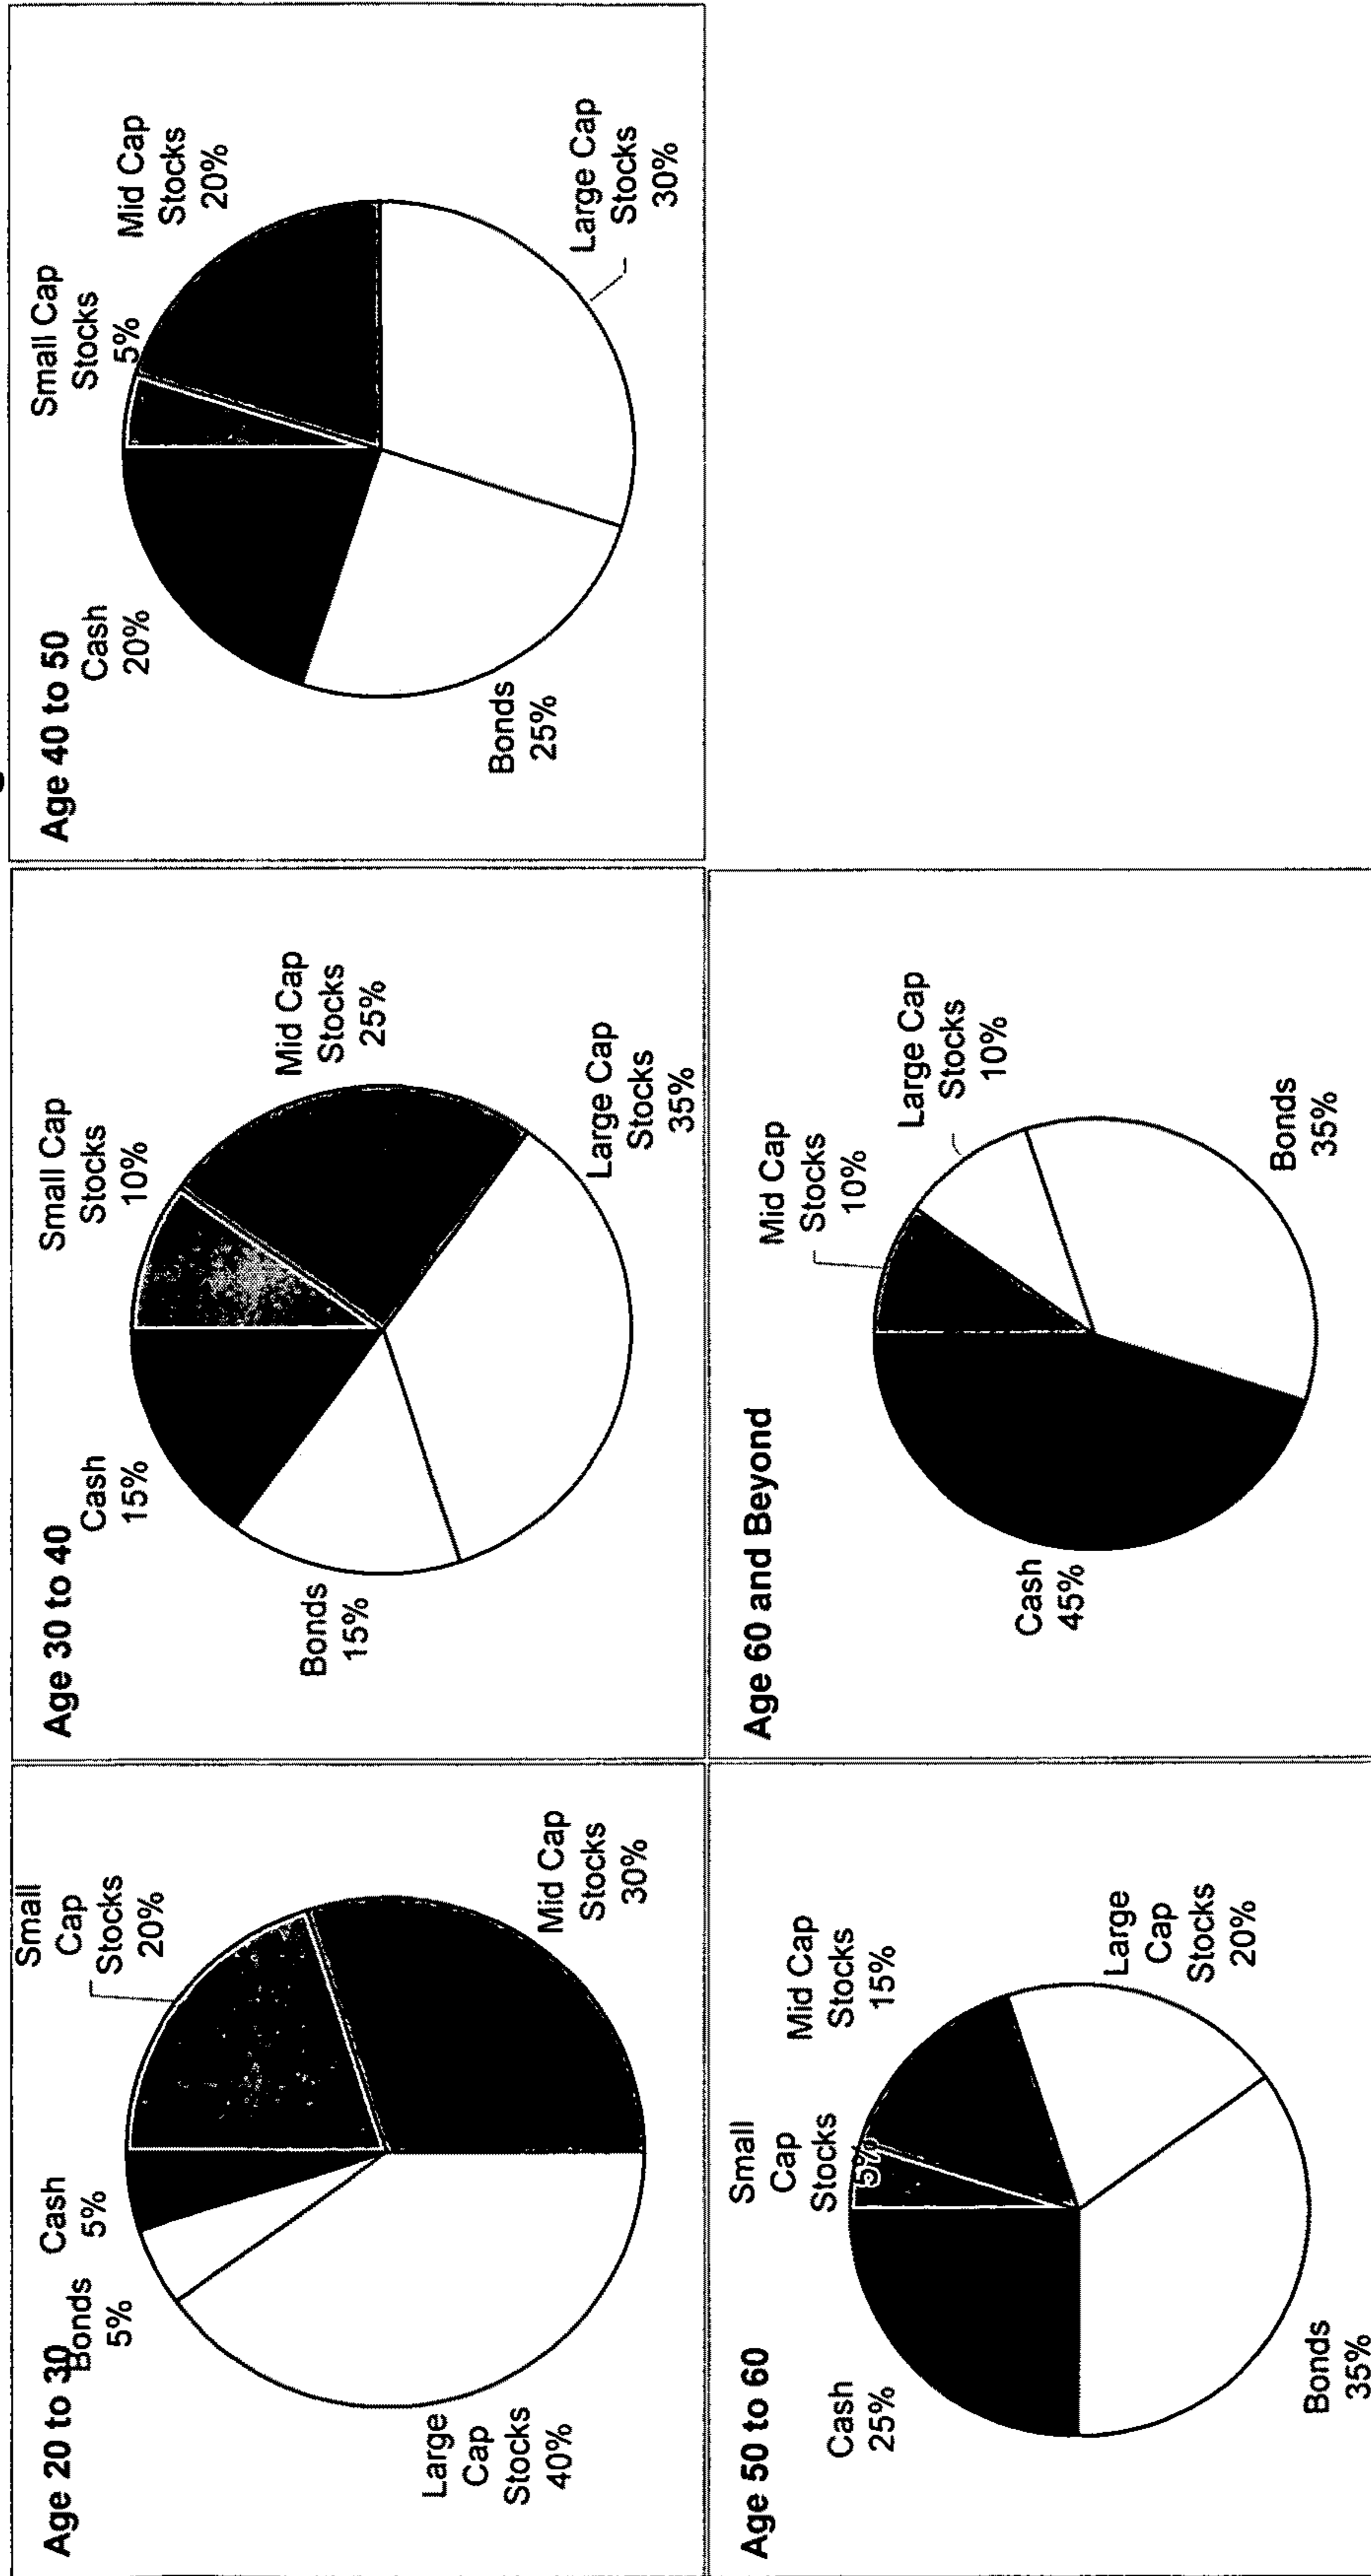 Age 20 to 30
Small
Cap
Stocks
20%
Mid Cap
Stocks
30%
Large
Cap
Stocks
40%
Bonds
5%
Cash
5%
Age 30 to 40
Small Cap
Stocks
10%
Mid Cap
Stocks
25%
Large Cap
Stocks
35%
Bonds
15%
Cash
15%
Age 40 to 50
Small Cap
Stocks
5%
Mid Cap
Stocks
20%
Large Cap
Stocks
30%
Bonds
25%
Cash
20%
Age 50 to 60
Small
Cap
Stocks
5%
Mid Cap
Stocks
15%
Large
Cap
Stocks
20%
Bonds
35%
Cash
25%
Age 60 and Beyond
Mid Cap
Stocks
10%
Large Cap
Stocks
10%
Bonds
35%
Cash
45%